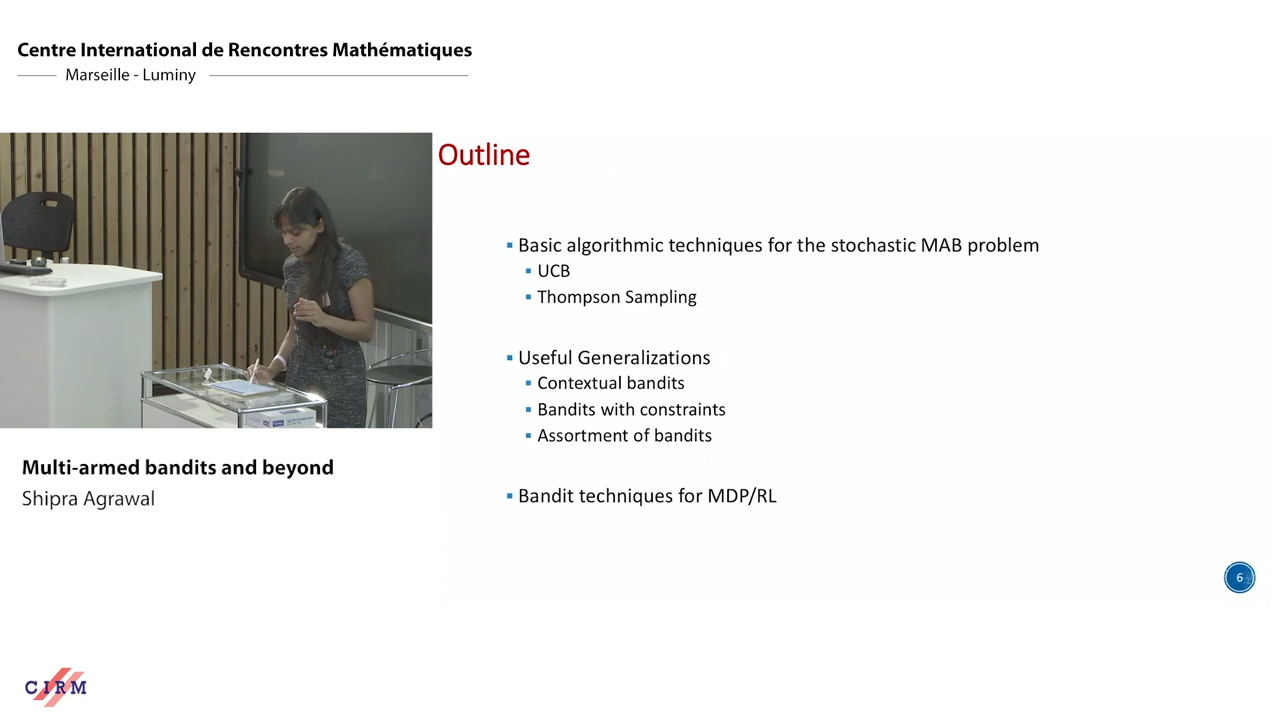 Centre International de Rencontres Mathématiques
Marseille - Luminy
Outline
Basic algorithmic techniques for the stochastic MAB problem
UCB
Thompson Sampling
Useful Generalizations
Contextual bandits
Bandits with constraints
Assortment of bandits
Bandit techniques for MDP/RL
Multi-armed bandits and beyond
Shipra Agrawal
6
CIRM